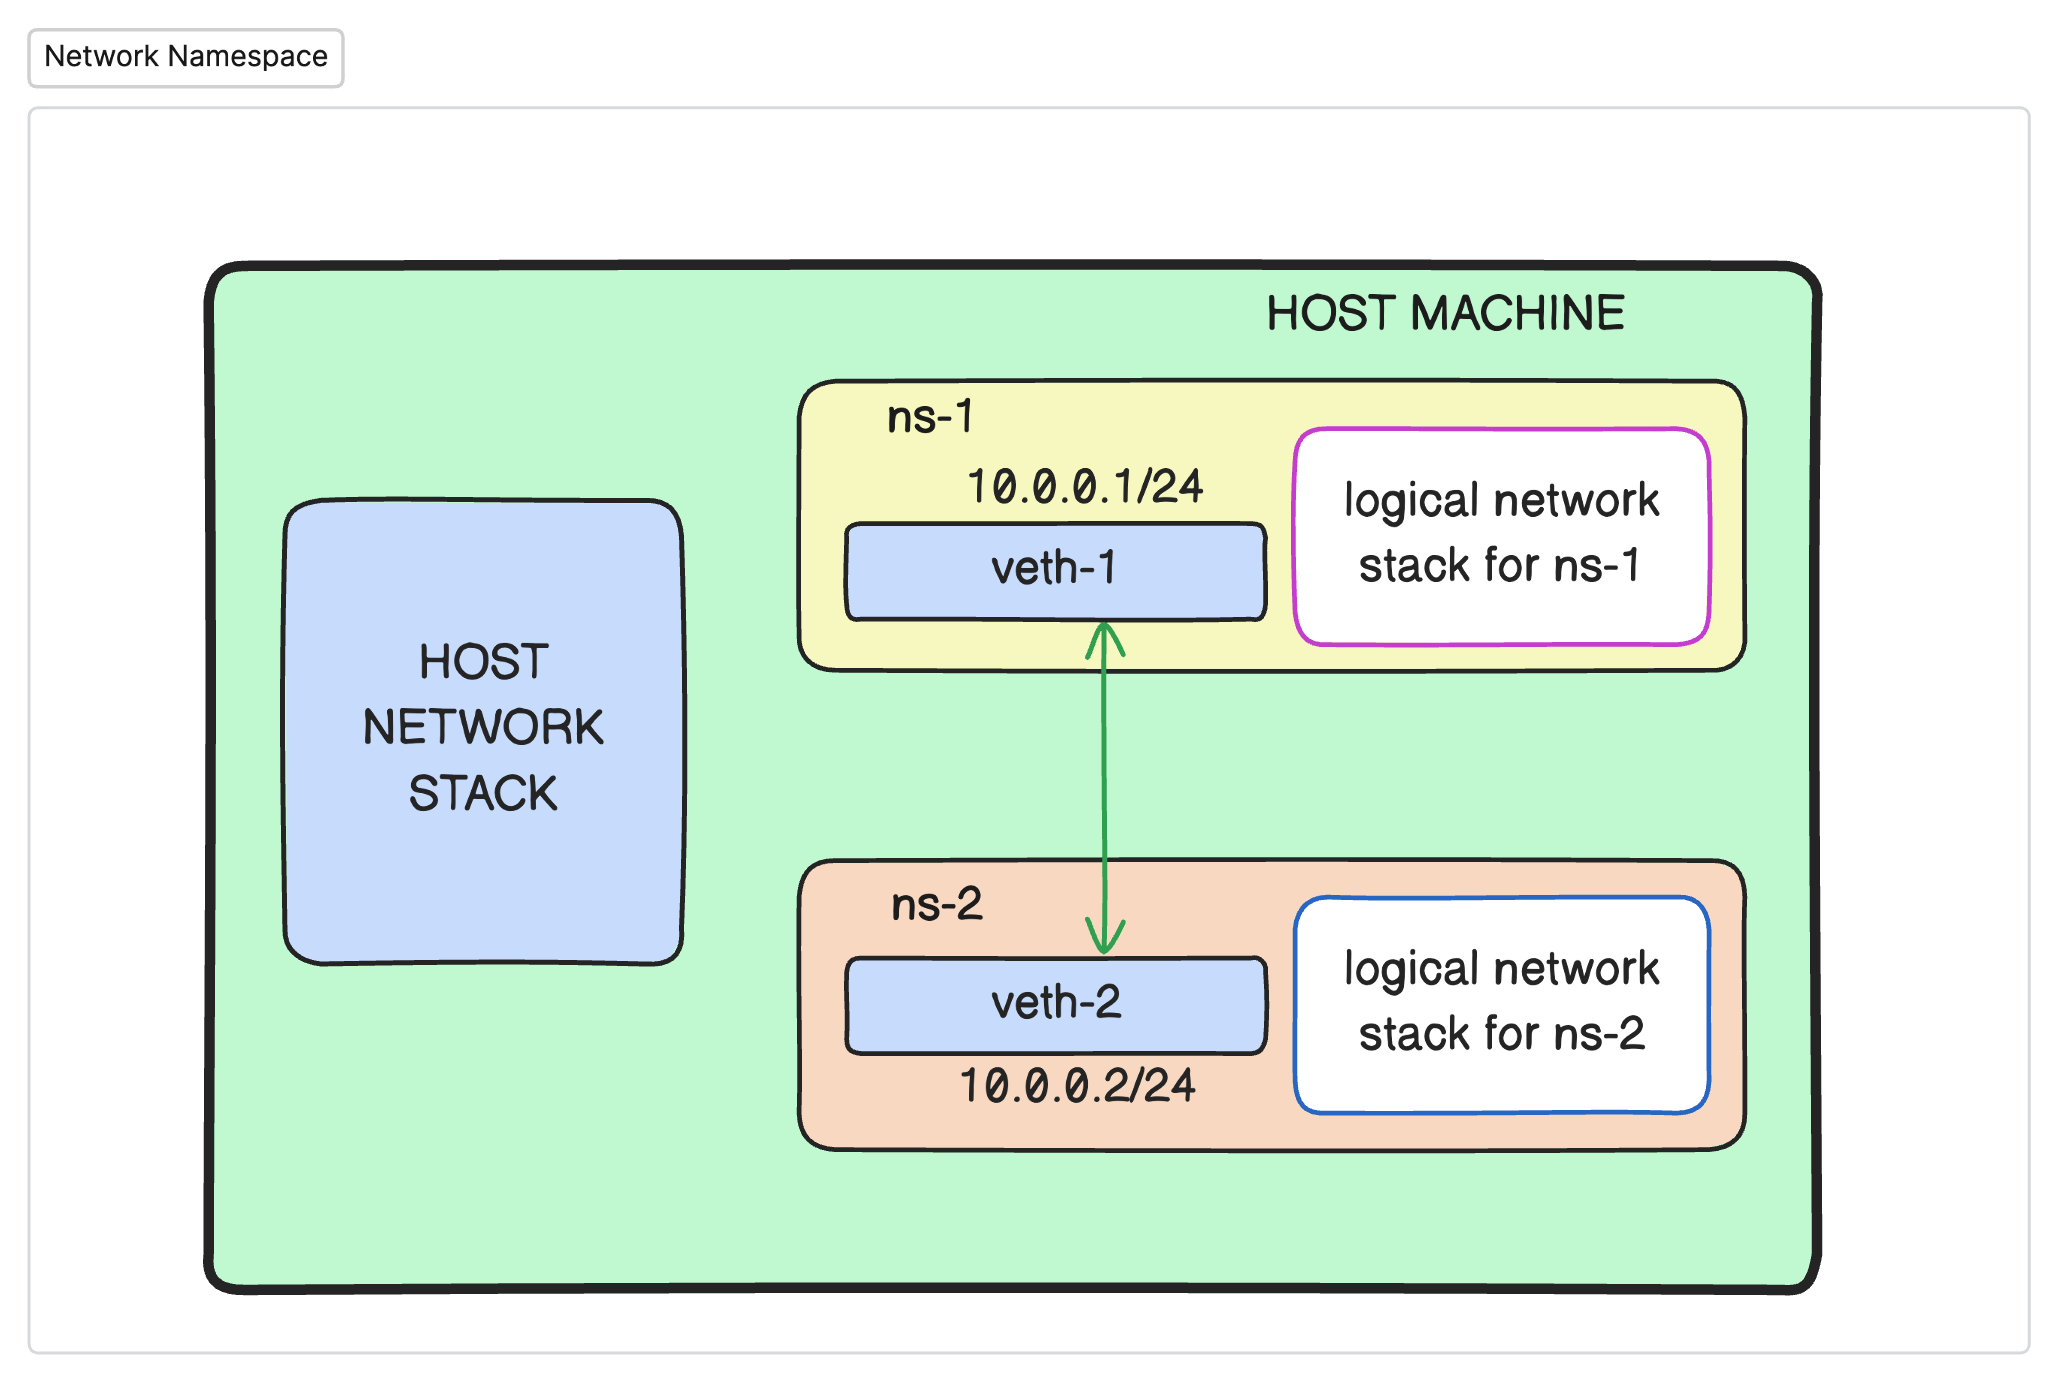 Network Namespace
HOST MACHINE
ns-1
10.0.0.1/24
veth-1
logical network
stack for ns-1
HOST
NETWORK
STACK
ns-2
veth-2
10.0.0.2/24
logical network
stack for ns-2